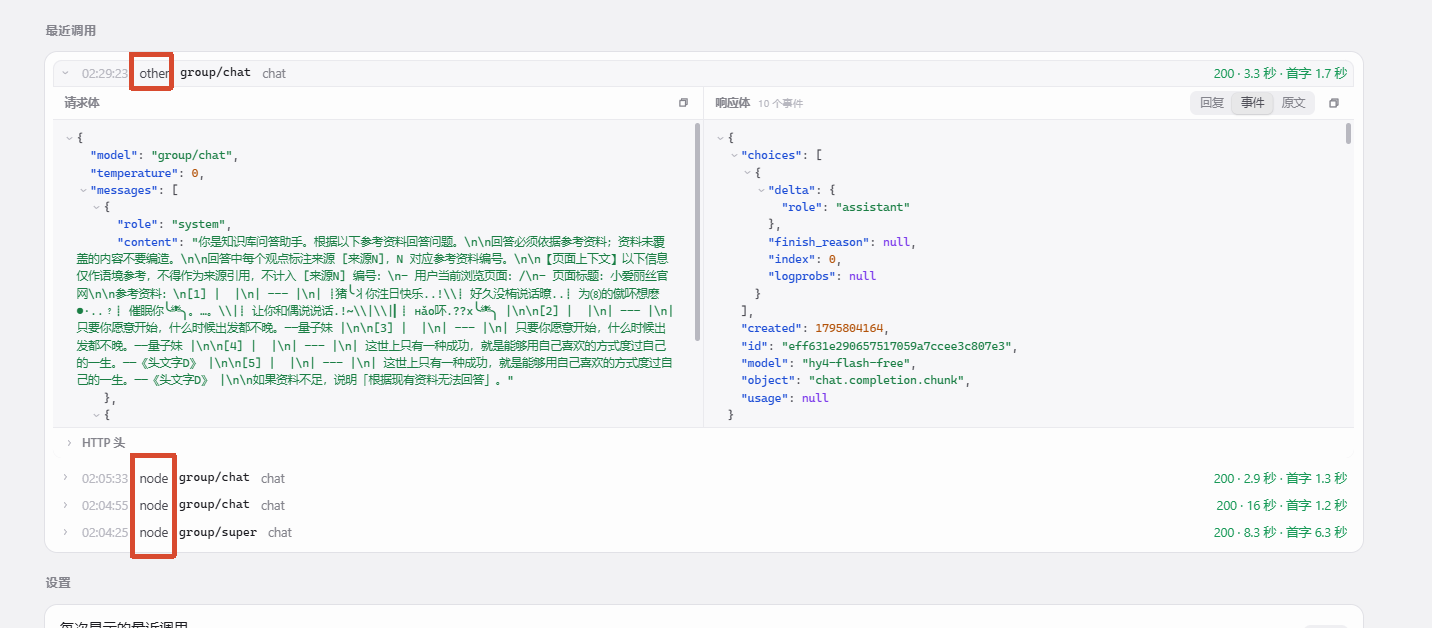 最近调用
02:29:23 other group/chat chat 200 · 3.3 秒 · 首字 1.7 秒
请求体
{
"model": "group/chat",
"temperature": 0,
"messages": [
{
"role": "system",
"content": "你是知识库问答助手。根据以下参考资料回答问题。\n\n回答必须依据参考资料；资料未覆
盖的内容不要编造。\n\n回答中每个观点标注来源 [来源N]，N 对应参考资料编号。\n\n【页面上下文】以下信息
仅作语境参考，不得作为来源引用，不计入 [来源N] 编号：\n- 用户当前浏览页面：/\n- 页面标题：小爱丽丝官
网\n\n参考资料：\n[1] | |\n| --- |\n|
只要你愿意开始，什么时候出发都不晚。——量子妹 |\n\n[3] | |\n| --- |\n| 只要你愿意开始，什么时候出
发都不晚。——量子妹 |\n\n[4] | |\n| --- |\n| 这世上只有一种成功，就是能够用自己喜欢的方式度过自己
的一生。——《头文字D》 |\n\n[5] | |\n| --- |\n| 这世上只有一种成功，就是能够用自己喜欢的方式度过自
己的一生。——《头文字D》 |\n\n如果资料不足，说明「根据现有资料无法回答」。"
},
{
响应体 10 个事件 回复 事件 原文
{
"choices": [
{
"delta": {
"role": "assistant"
},
"finish_reason": null,
"index": 0,
"logprobs": null
}
],
"created": 1795804164,
"id": "eff631e290657517059a7ccee3c807e3",
"model": "hy4-flash-free",
"object": "chat.completion.chunk",
"usage": null
}
HTTP 头
02:05:33 node group/chat chat 200 · 2.9 秒 · 首字 1.3 秒
02:04:55 node group/chat chat 200 · 16 秒 · 首字 1.2 秒
02:04:25 node group/super chat 200 · 8.3 秒 · 首字 6.3 秒
设置
每次显示的最近调用